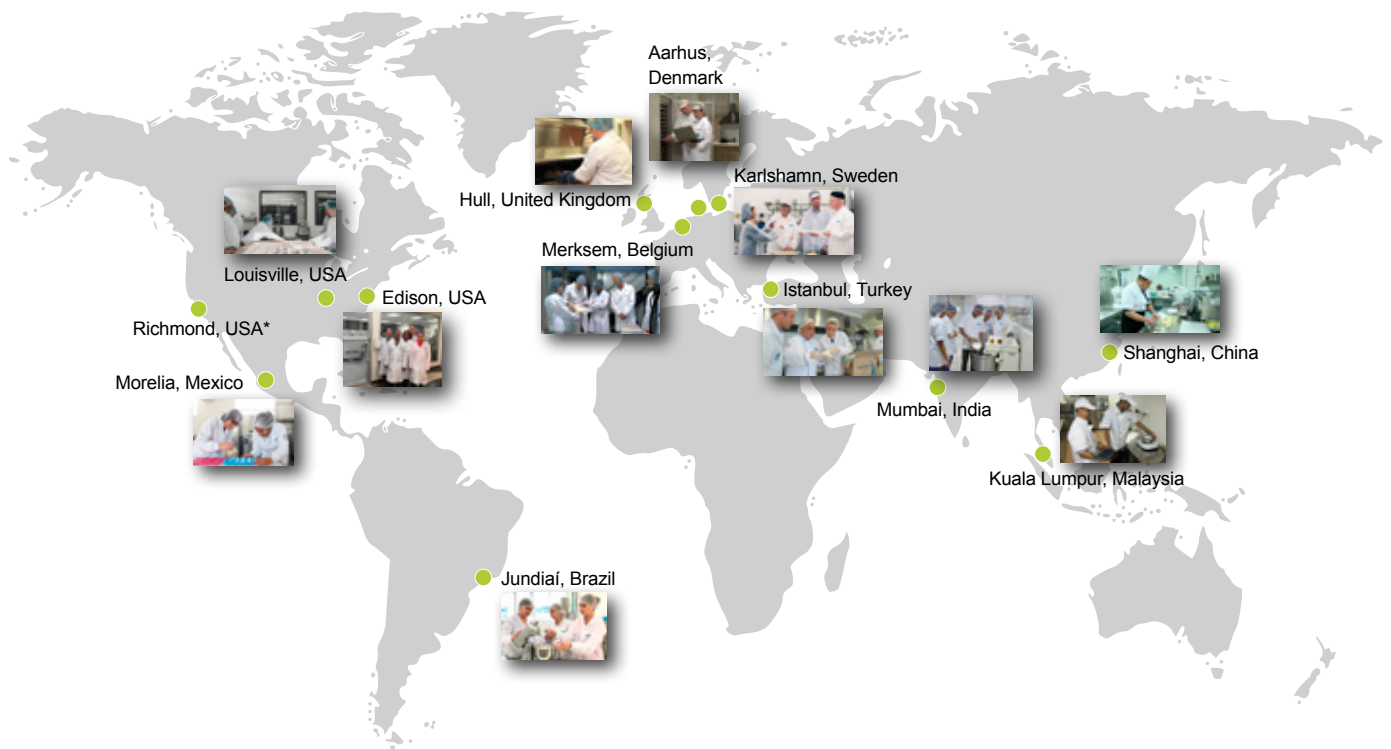 Aarhus,
Denmark
Karlshamn, Sweden
Hull, United Kingdom
Merksem, Belgium
Louisville, USA
Istanbul, Turkey
Edison, USA
Richmond, USA*
Shanghai, China
Morelia, Mexico
Mumbai, India
Kuala Lumpur, Malaysia
Jundiaí, Brazil